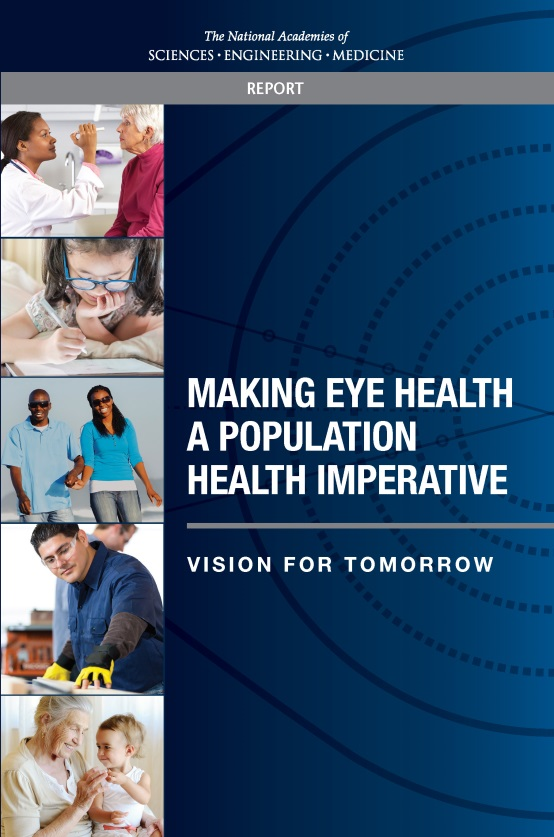 The National Academies of
SCIENCES • ENGINEERING • MEDICINE
REPORT
MAKING EYE HEALTH
A POPULATION
HEALTH IMPERATIVE
VISION FOR TOMORROW